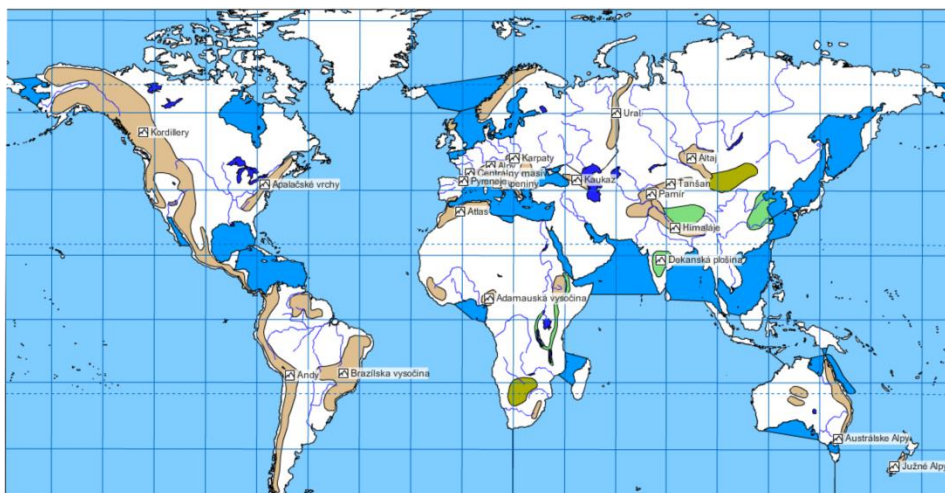 Kordillery
Ural
Karpaty
Alpy
Altaj
Centrálny masív
Pyreneje
Kaukaz
Ťanšan
Apalačské vrchy
Pamír
Atlas
Himaláje
Dekanská plošina
Adamauská vysočina
Andy
Brazílska vysočina
Austrálske Alpy
Južné Alpy